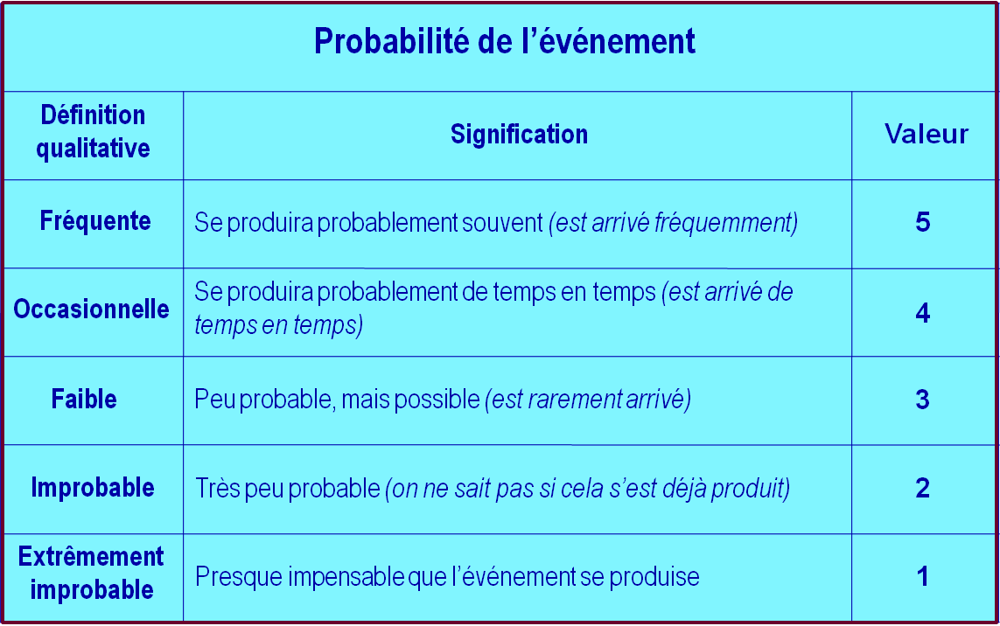 Probabilité de l’événement
Définition
qualitative
Signification
Valeur
Fréquente
Se produira probablement souvent (est arrivé fréquemment)
5
Occasionnelle
Se produira probablement de temps en temps (est arrivé de
temps en temps)
4
Faible
Peu probable, mais possible (est rarement arrivé)
3
Improbable
Très peu probable (on ne sait pas si cela s’est déjà produit)
2
Extrêmement
improbable
Presque impensable que l’événement se produise
1